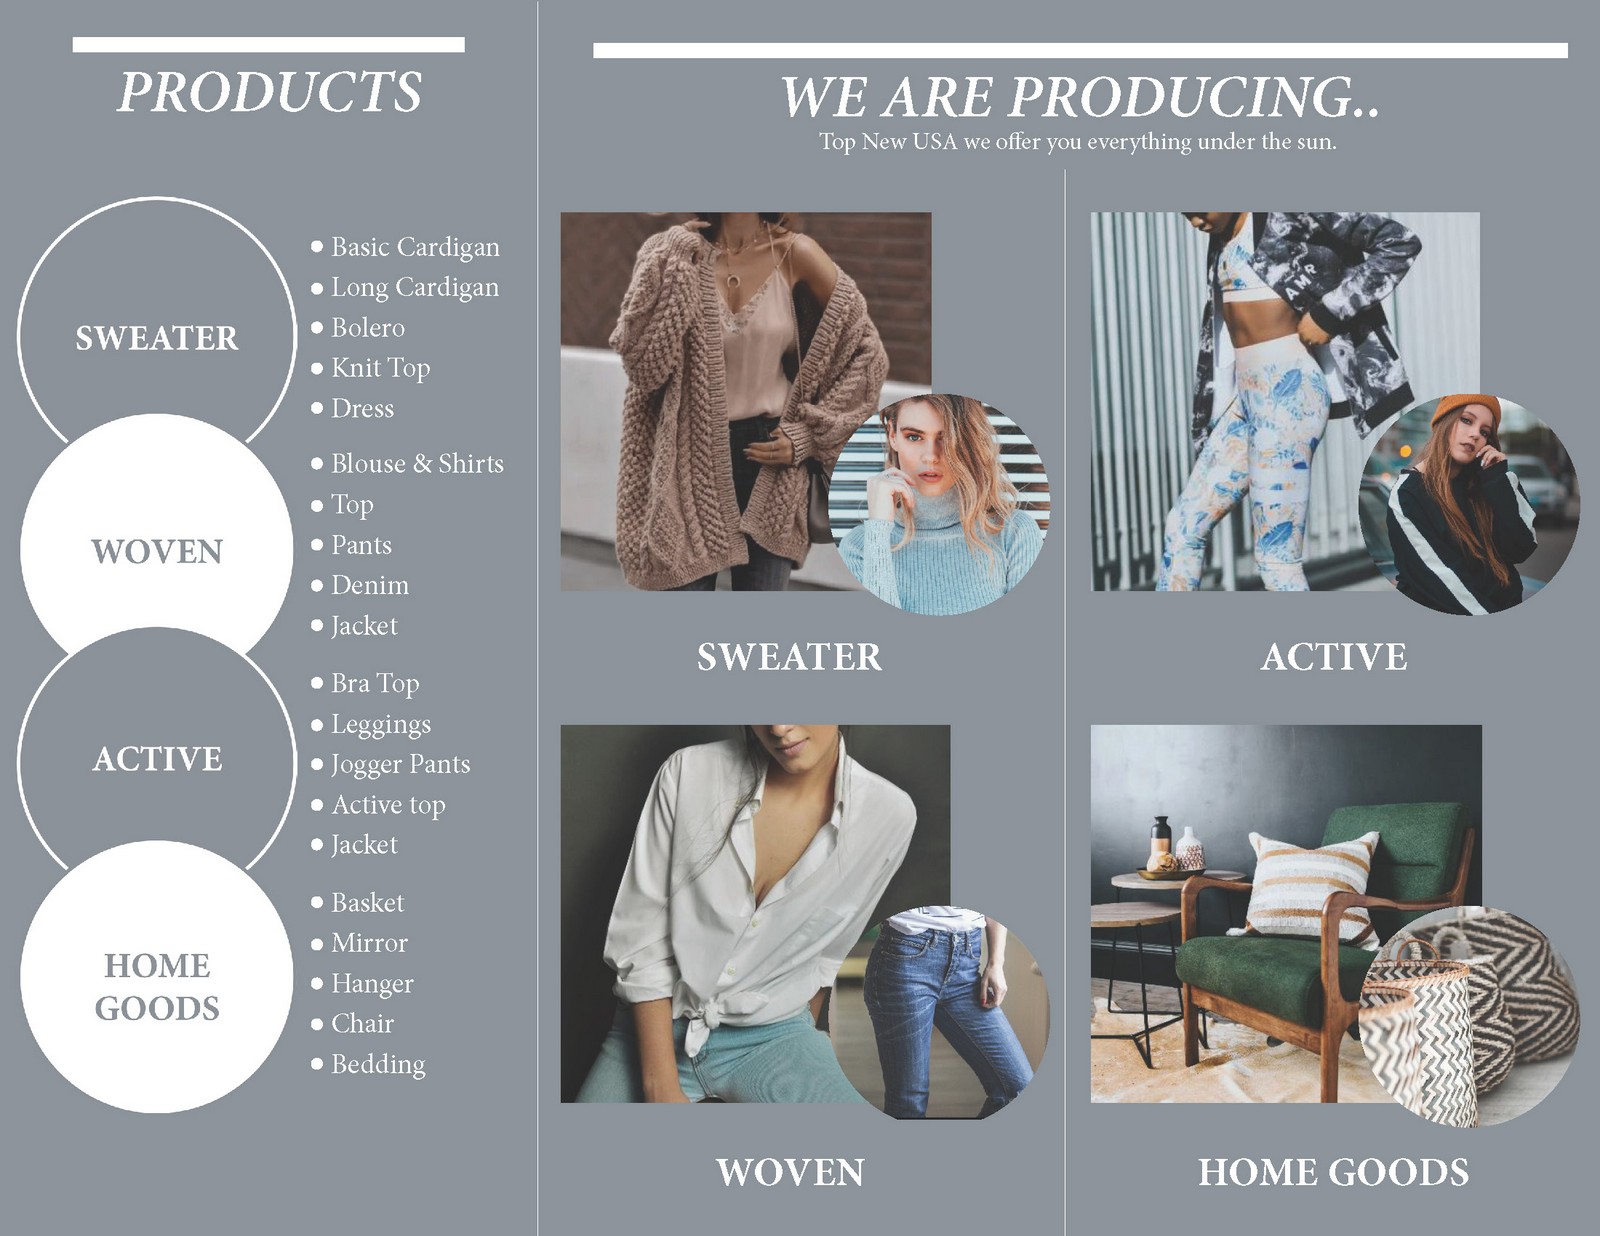 PRODUCTS
SWEATER
Basic Cardigan
Long Cardigan
Bolero
Knit Top
Dress
WOVEN
Blouse & Shirts
Top
Pants
Denim
Jacket
ACTIVE
Bra Top
Leggings
Jogger Pants
Active top
Jacket
HOME
GOODS
Basket
Mirror
Hanger
Chair
Bedding
WE ARE PRODUCING..
Top New USA we offer you everything under the sun.
SWEATER
ACTIVE
WOVEN
HOME GOODS